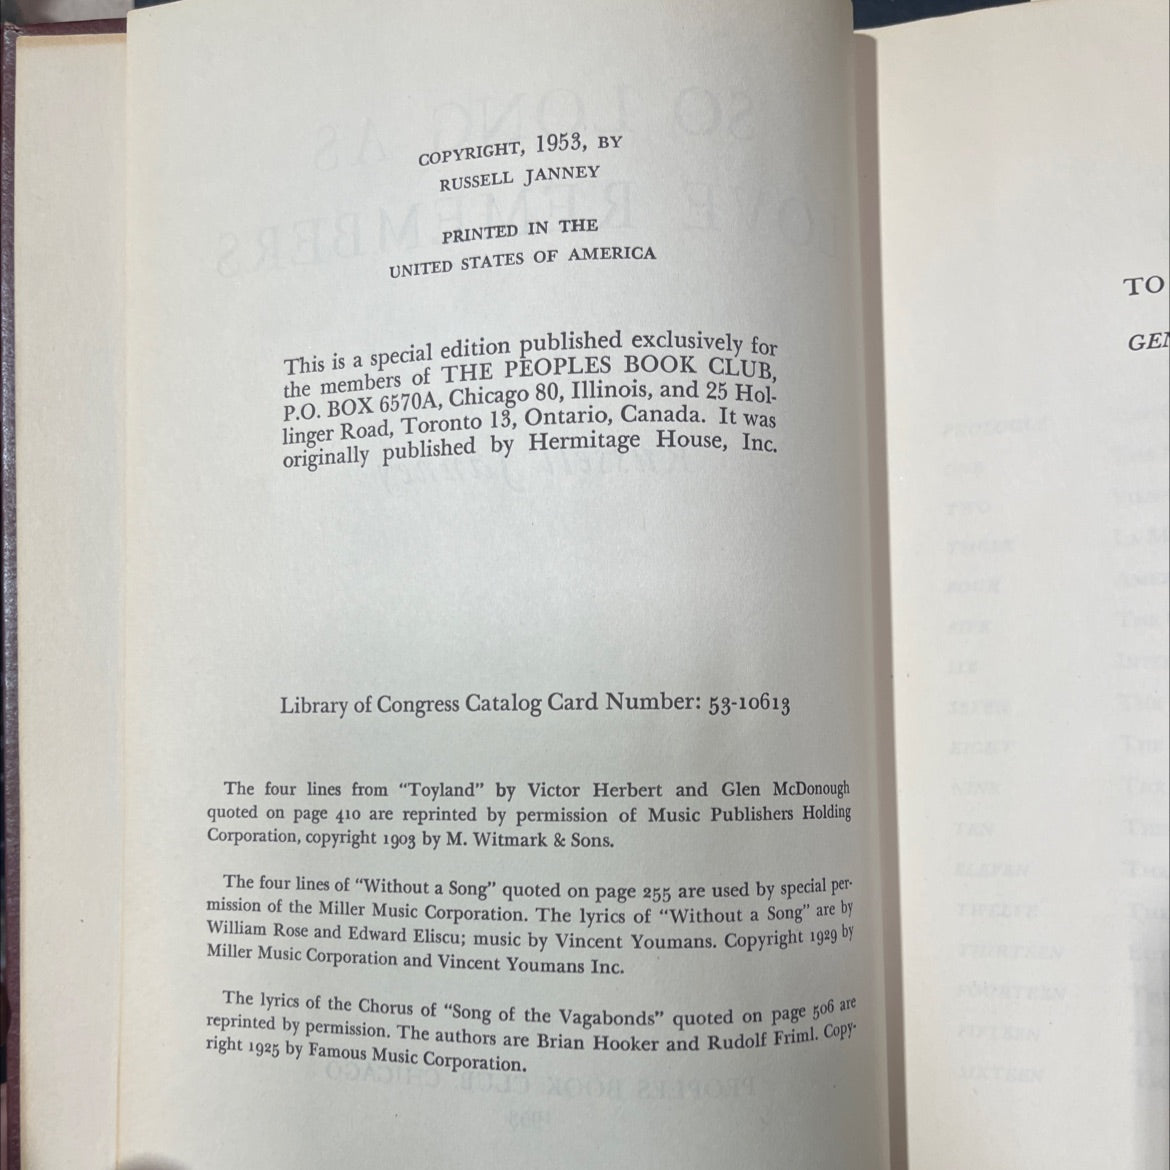 COPYRIGHT, 1953, BY
RUSSELL JANNEY
PRINTED IN THE
UNITED STATES OF AMERICA
This is a special edition published exclusively for
the members of THE PEOPLES BOOK CLUB,
P.O. BOX 6570A, Chicago 80, Illinois, and 25 Hol-
linger Road, Toronto 13, Ontario, Canada. It was
originally published by Hermitage House, Inc.
Library of Congress Catalog Card Number: 53-10613
The four lines from “Toyland” by Victor Herbert and Glen McDonough
quoted on page 410 are reprinted by permission of Music Publishers Holding
Corporation, copyright 1903 by M. Witmark & Sons.
The four lines of “Without a Song” quoted on page 255 are used by special per-
mission of the Miller Music Corporation. The lyrics of “Without a Song” are by
William Rose and Edward Eliscu; music by Vincent Youmans. Copyright 1929 by
Miller Music Corporation and Vincent Youmans Inc.
The lyrics of the Chorus of “Song of the Vagabonds” quoted on page 506 are
reprinted by permission. The authors are Brian Hooker and Rudolf Friml. Copy-
right 1925 by Famous Music Corporation.
TO